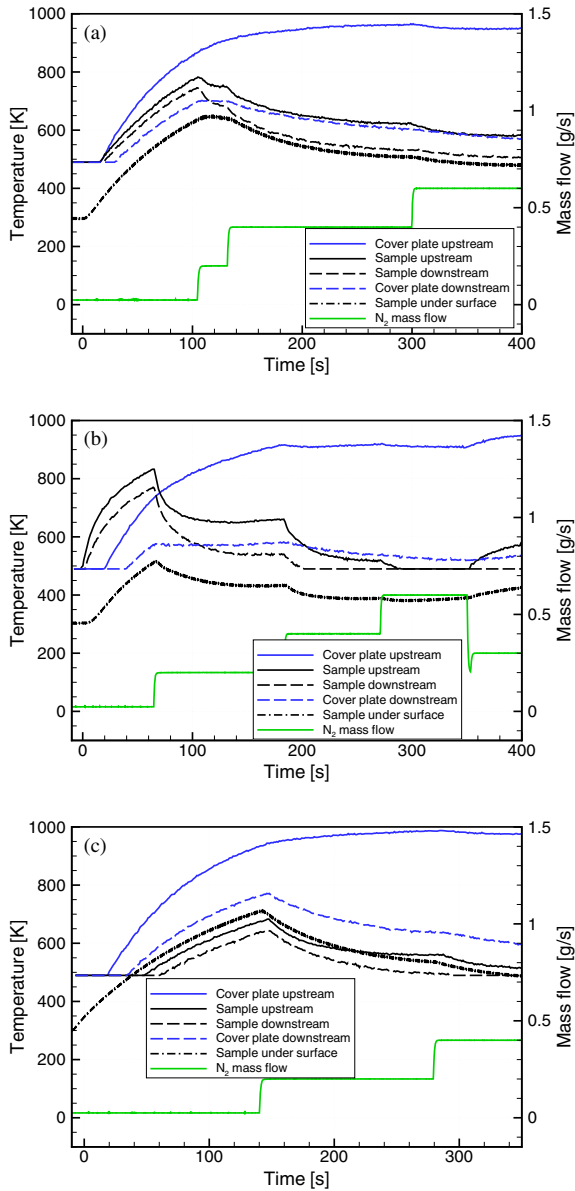 (a)
1000
800
600
400
200
0
Temperature [K]
1.5
1
0.5
0
Mass flow [g/s]
Cover plate upstream
Sample upstream
Sample downstream
Cover plate downstream
Sample under surface
N₂ mass flow
0 100 200 300 400
Time [s]
(b)
1000
800
600
400
200
0
Temperature [K]
1.5
1
0.5
0
Mass flow [g/s]
Cover plate upstream
Sample upstream
Sample downstream
Cover plate downstream
Sample under surface
N₂ mass flow
0 100 200 300 400
Time [s]
(c)
1000
800
600
400
200
0
Temperature [K]
1.5
1
0.5
0
Mass flow [g/s]
Cover plate upstream
Sample upstream
Sample downstream
Cover plate downstream
Sample under surface
N₂ mass flow
0 100 200 300
Time [s]